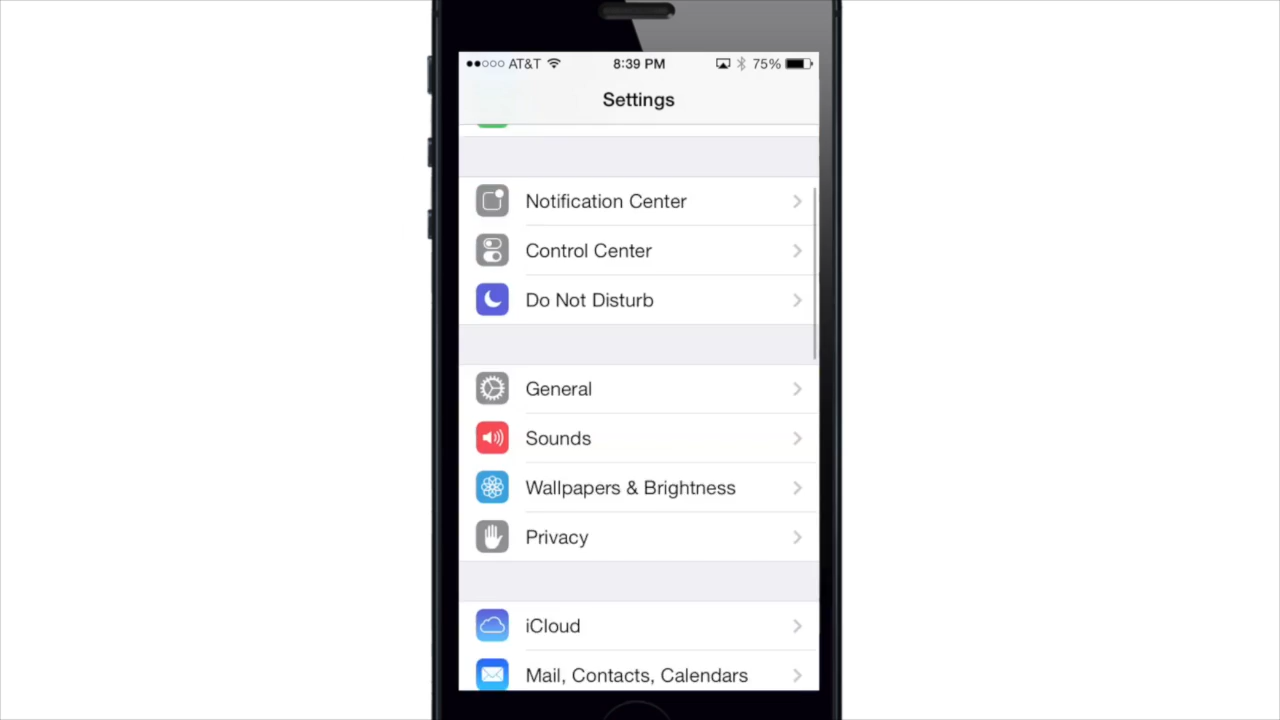 AT&T 8:39 PM 75%
Settings
Notification Center
Control Center
Do Not Disturb
General
Sounds
Wallpapers & Brightness
Privacy
iCloud
Mail, Contacts, Calendars